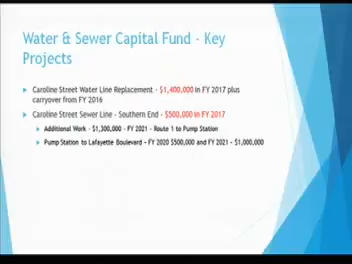 Water & Sewer Capital Fund - Key
Projects
Caroline Street Water Line Replacement - $1,400,000 in FY 2017 plus
carryover from FY 2016
Caroline Street Sewer Line - Southern End - $500,000 in FY 2017
Additional Work - $1,300,000 - FY 2021 - Route 1 to Pump Station
Pump Station to Lafayette Boulevard - FY 2020 $500,000 and FY 2021 - $1,000,000